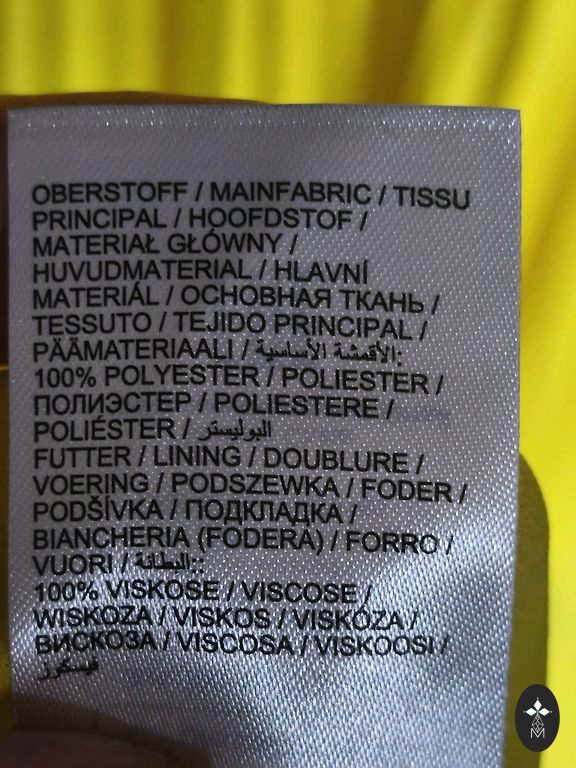 OBERSTOFF / MAINFABRIC / TISSU
PRINCIPAL / HOOFDSTOF /
MATERIAŁ GŁÓWNY /
HUVUDMATERIAL / HLAVNÍ
MATERIÁL / ОСНОВНАЯ ТКАНЬ /
TESSUTO / TEJIDO PRINCIPAL /
PÄÄMATERIAALI / الأقمشة الأساسية:
100% POLYESTER / POLIESTER /
ПОЛИЭСТЕР / POLIESTERE /
POLIÉSTER / البوليستر
FUTTER / LINING / DOUBLURE /
VOERING / PODSZEWKA / FODER /
PODŠÍVKA / ПОДКЛАДКА /
BIANCHERIA (FODERA) / FORRO /
VUORI / البطانة::
100% VISKOSE / VISCOSE /
WISKOZA / VISKOS / VISKÓZA /
ВИСКОЗА / VISCOSA / VISKOOSI /
فيسكوز
M